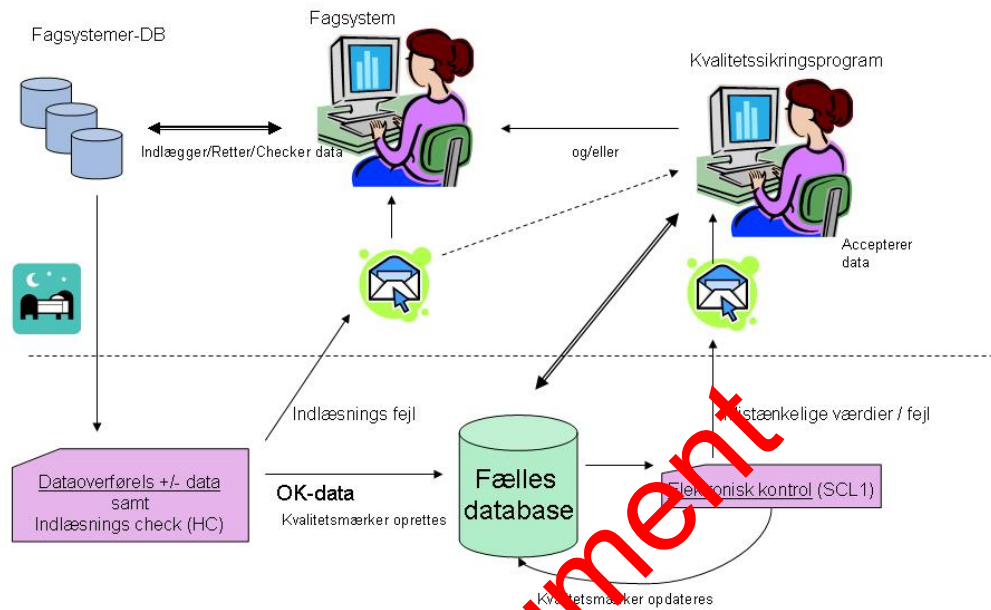 Fagsystem
Fagsystemer-DB
Kvalitetssikringsprogram
Indlægger/Retter/Checker data
og/eller
Accepterer
data
Indlæsnings fejl
Mistænkelige værdier / fejl
Dataoverførels +/- data
samt
Indlæsnings check (HC)
OK-data
Kvalitetsmærker oprettes
Fælles
database
Elektronisk kontrol (SCL1)
Kvalitetsmærker opdateres
ument